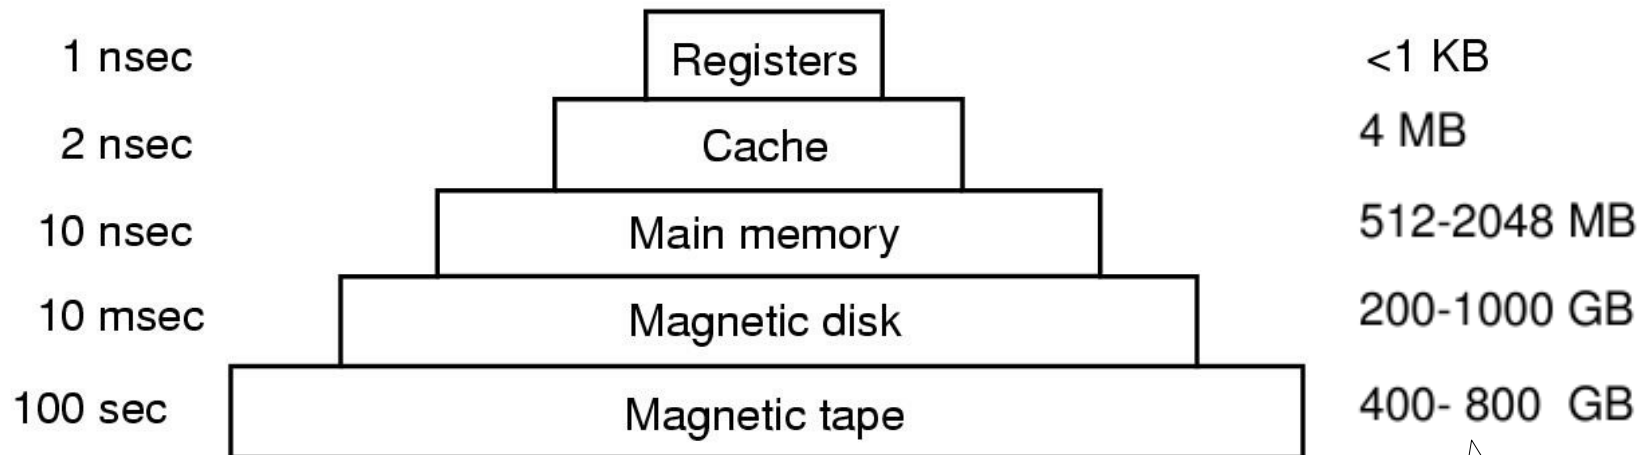 1 nsec Registers <1 KB
2 nsec Cache 4 MB
10 nsec Main memory 512-2048 MB
10 msec Magnetic disk 200-1000 GB
100 sec Magnetic tape 400- 800 GB